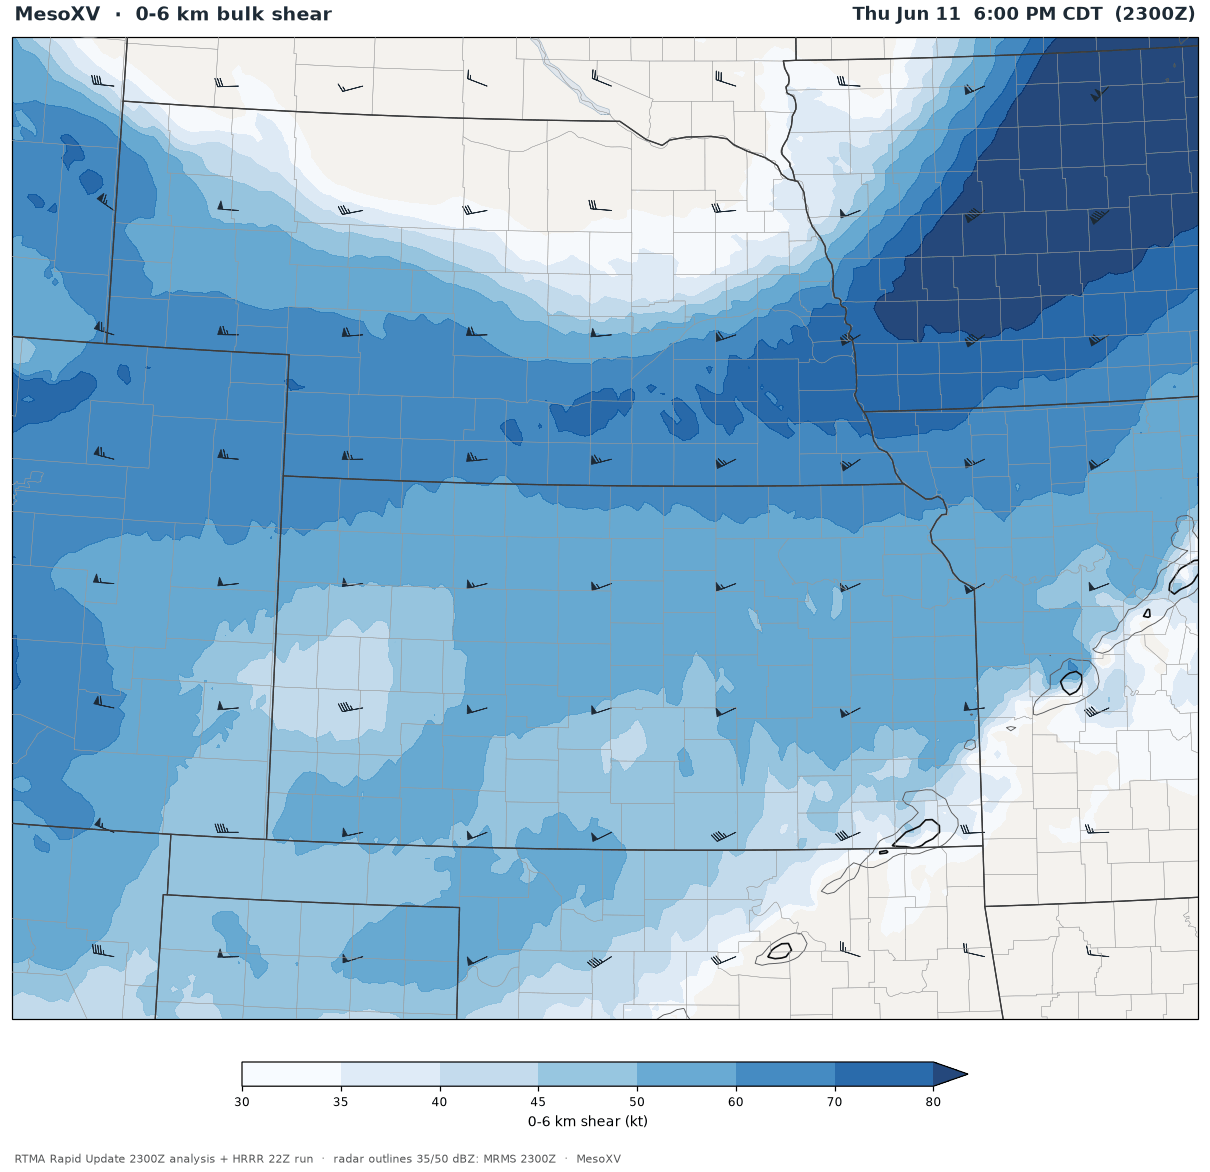 MesoXV · 0-6 km bulk shear
Thu Jun 11 6:00 PM CDT (2300Z)
30 35 40 45 50 60 70 80
0-6 km shear (kt)
RTMA Rapid Update 2300Z analysis + HRRR 22Z run · radar outlines 35/50 dBZ: MRMS 2300Z · MesoXV